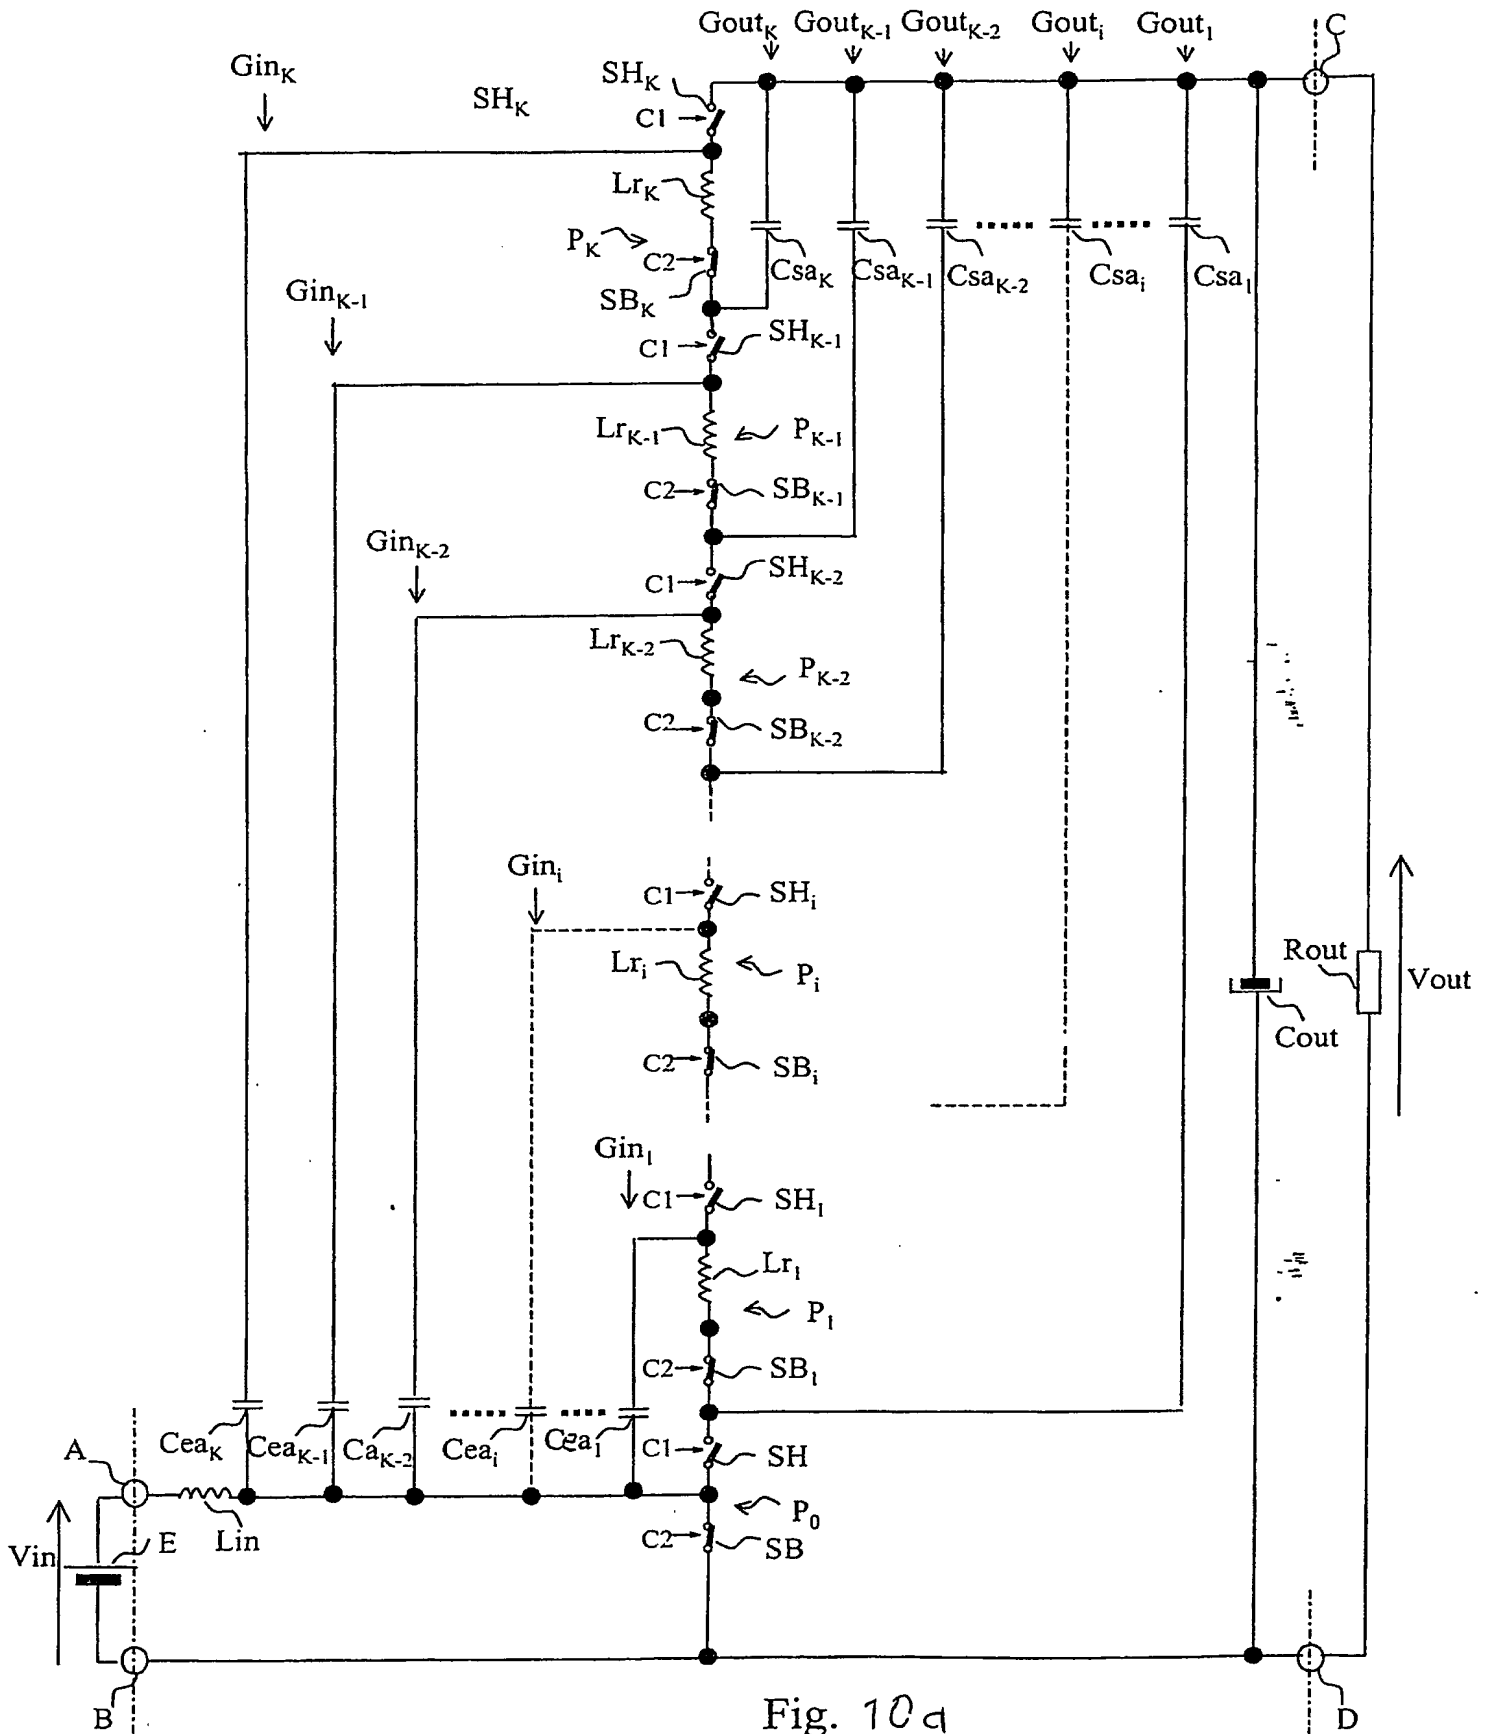 Gout_K Gout_K-1 Gout_K-2 Gout_i Gout_1 C
Gin_K
SH_K SH_K
C1
Lr_K
P_K
C2
Csa_K Csa_K-1 Csa_K-2 Csa_i Csa_1
Gin_K-1
SB_K
C1 SH_K-1
Lr_K-1 P_K-1
C2 SB_K-1
Gin_K-2
C1 SH_K-2
Lr_K-2
P_K-2
C2 SB_K-2
Gin_i
C1 SH_i
Lr_i P_i
Rout Vout
Cout
C2 SB_i
Gin_1
C1 SH_1
Lr_1
P_1
C2 SB_1
A Cea_K Cea_K-1 Ca_K-2 Cea_i Cea_1 C1 SH
P_0
Vin E Lin C2 SB
B D
Fig. 10a